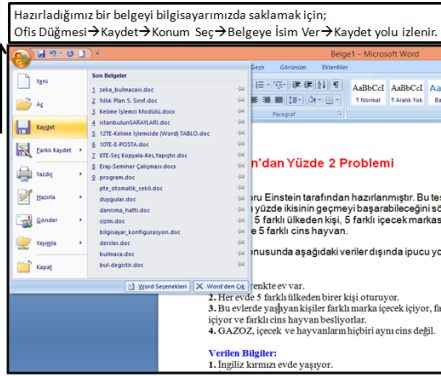 Hazırladığımız bir belgeyi bilgisayarımızda saklamak için;
Ofis Düğmesi→Kaydet→Konum Seç→Belgeye İsim Ver→Kaydet yolu izlenir.
Belge1 - Microsoft Word
Geçir Görünüm Eklentiler
AaBbCcI AaBbCcI Aa
¶ Normal ¶ Aralık Yok
Paragraf
Yeni
Aç
Kaydet
Farklı Kaydet
Yazdır
Hazırla
Gönder
Yayımla
Kapat
Son Belgeler
1 zeka_bulmacasi.doc
2 Yıllık Plan 5. Sınıf.doc
3 Kelime İşlemci Modülü.docx
4 istanbulunSARAYLARI.doc
5 12TE-Kelime İşlemcide (Word) TABLO.doc
6 10TE-E-POSTA.doc
7 6TE-Seç Kopyala-Kes,Yapıştır.doc
8 Eray-Seminer Çalışması.docx
9 program.doc
pte_otomatik_sekil.doc
duygular.doc
danisma_hatti.doc
cizim.doc
bilgisayar_konfigurasyon.doc
dersler.doc
bulmaca.doc
bul-degistir.doc
Word Seçenekleri Word'den Çık
n'dan Yüzde 2 Problemi
ru Einstein tarafından hazırlanmıştır. Bu tes
yüzde ikisinin geçmeyi başarabileceğini sö
5 farklı ülkeden kişi, 5 farklı içecek markas
e 5 farklı cins hayvan.
onusunda aşağıdaki veriler dışında ipucu yo
renkte ev var.
2. Her evde 5 farklı ülkeden birer kişi oturuyor.
3. Bu evlerde yaşayan kişiler farklı marka içecek içiyor, fa
içiyor ve farklı cins hayvan besliyorlar.
4. GAZOZ, içecek ve hayvanların hiçbiri aynı cins değil.
Verilen Bilgiler:
1. İngiliz kırmızı evde yaşıyor.